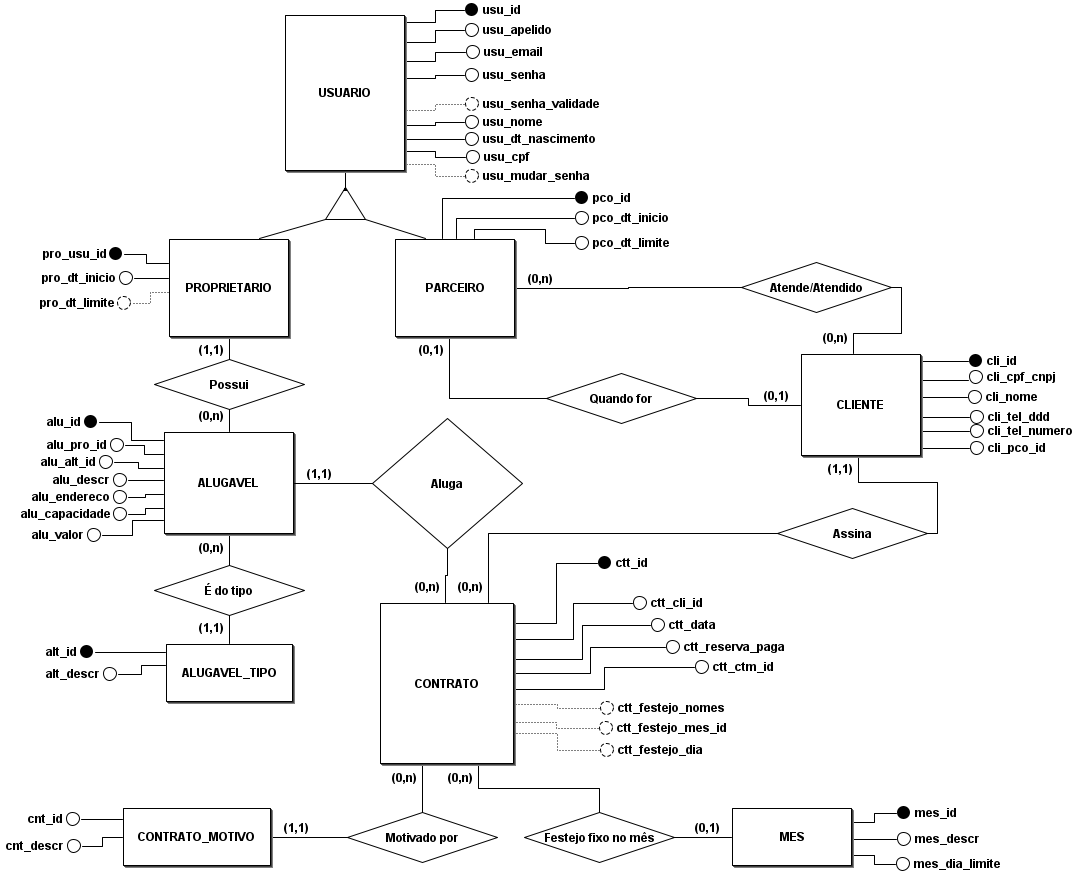 usu_id
usu_apelido
usu_email
usu_senha
USUARIO
usu_senha_validade
usu_nome
usu_dt_nascimento
usu_cpf
usu_mudar_senha
pco_id
pco_dt_inicio
pco_dt_limite
pro_usu_id
pro_dt_inicio
pro_dt_limite
PROPRIETARIO
PARCEIRO
(0,n)
Atende/Atendido
(0,n)
(1,1)
(0,1)
Possui
Quando for
(0,1)
cli_id
cli_cpf_cnpj
cli_nome
cli_tel_ddd
cli_tel_numero
cli_pco_id
CLIENTE
(1,1)
(0,n)
alu_id
alu_pro_id
alu_alt_id
alu_descr
alu_endereco
alu_capacidade
alu_valor
ALUGAVEL
(1,1)
Aluga
(0,n)
Assina
É do tipo
(0,n)
(0,n)
(1,1)
ctt_id
ctt_cli_id
ctt_data
ctt_reserva_paga
ctt_ctm_id
alt_id
alt_descr
ALUGAVEL_TIPO
CONTRATO
ctt_festejo_nomes
ctt_festejo_mes_id
ctt_festejo_dia
(0,n)
(0,n)
cnt_id
cnt_descr
CONTRATO_MOTIVO
(1,1)
Motivado por
Festejo fixo no mês
(0,1)
MES
mes_id
mes_descr
mes_dia_limite